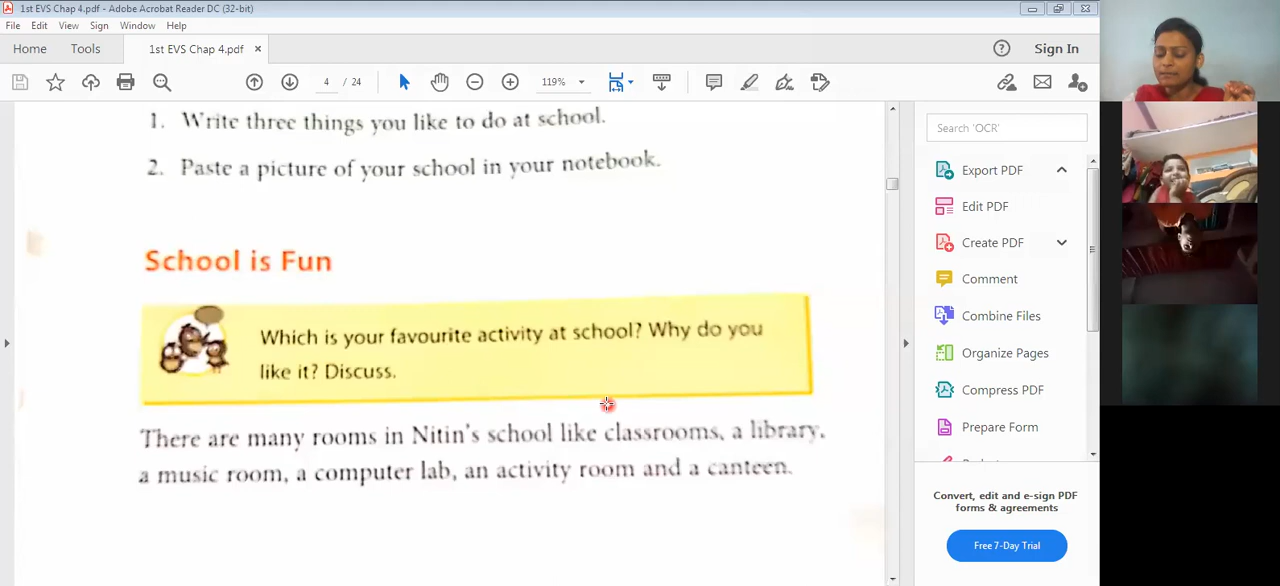 1st EVS Chap 4.pdf - Adobe Acrobat Reader DC (32-bit)
File Edit View Sign Window Help
Home Tools 1st EVS Chap 4.pdf × Sign In
4 / 24 119%
1. Write three things you like to do at school.
2. Paste a picture of your school in your notebook.
School is Fun
Which is your favourite activity at school? Why do you
like it? Discuss.
There are many rooms in Nitin's school like classrooms, a library,
a music room, a computer lab, an activity room and a canteen.
Search 'OCR'
Export PDF
Edit PDF
Create PDF
Comment
Combine Files
Organize Pages
Compress PDF
Prepare Form
Convert, edit and e-sign PDF
forms & agreements
Free 7-Day Trial